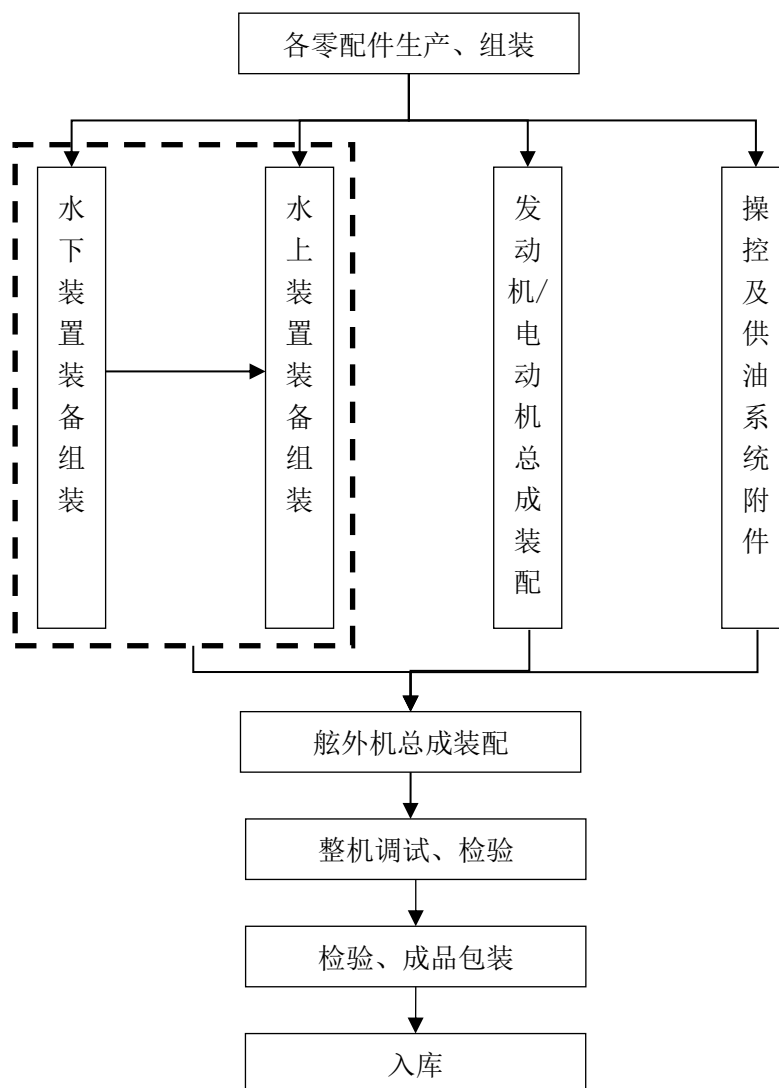 各零配件生产、组装
水下装置装备组装
水上装置装备组装
发动机/电动机总成装配
操控及供油系统附件
舷外机总成装配
整机调试、检验
检验、成品包装
入库